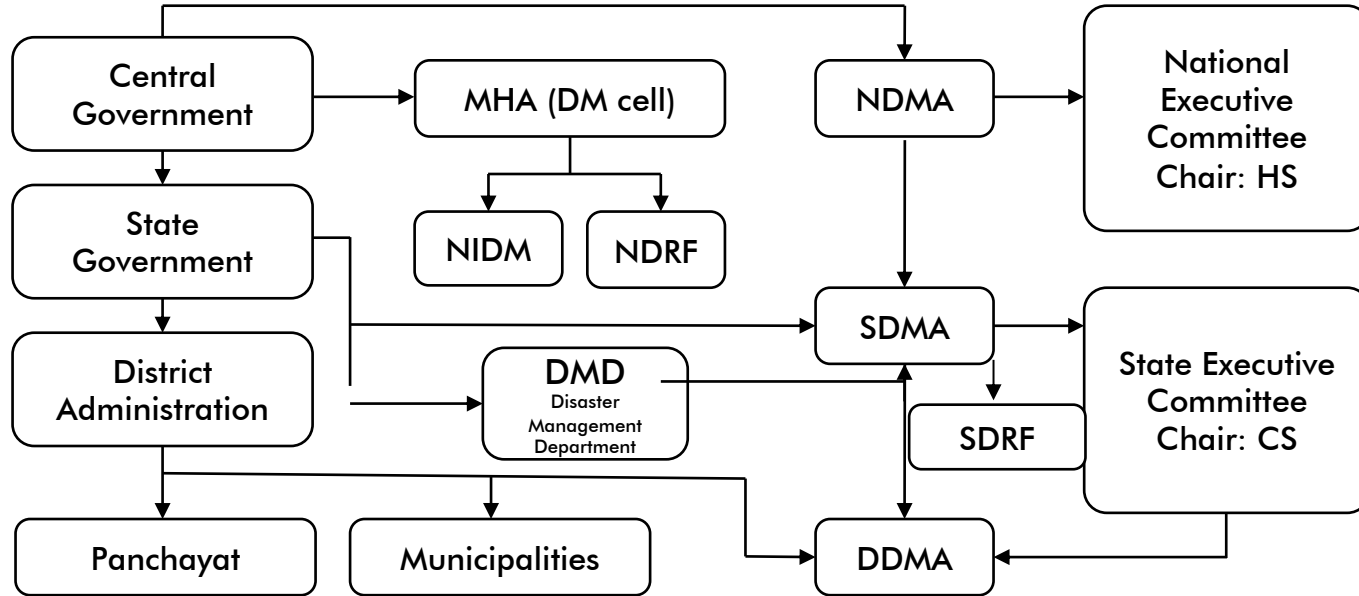 Central
Government
MHA (DM cell)
NDMA
National
Executive
Committee
Chair: HS
State
Government
NIDM
NDRF
SDMA
District
Administration
DMD
Disaster
Management
Department
SDRF
State Executive
Committee
Chair: CS
Panchayat
Municipalities
DDMA